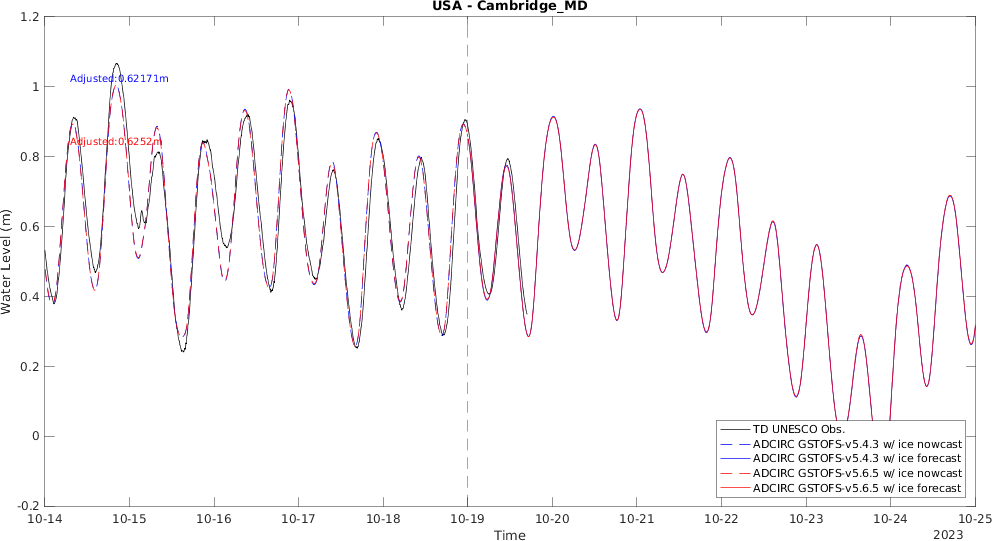 USA - Cambridge_MD
1.2
1
0.8
0.6
0.4
0.2
0
-0.2
Water Level (m)
Adjusted:0.62171m
Adjusted:0.6252m
TD UNESCO Obs.
ADCIRC GSTOFS-v5.4.3 w/ ice nowcast
ADCIRC GSTOFS-v5.4.3 w/ ice forecast
ADCIRC GSTOFS-v5.6.5 w/ ice nowcast
ADCIRC GSTOFS-v5.6.5 w/ ice forecast
10-14 10-15 10-16 10-17 10-18 10-19 10-20 10-21 10-22 10-23 10-24 10-25
Time
2023